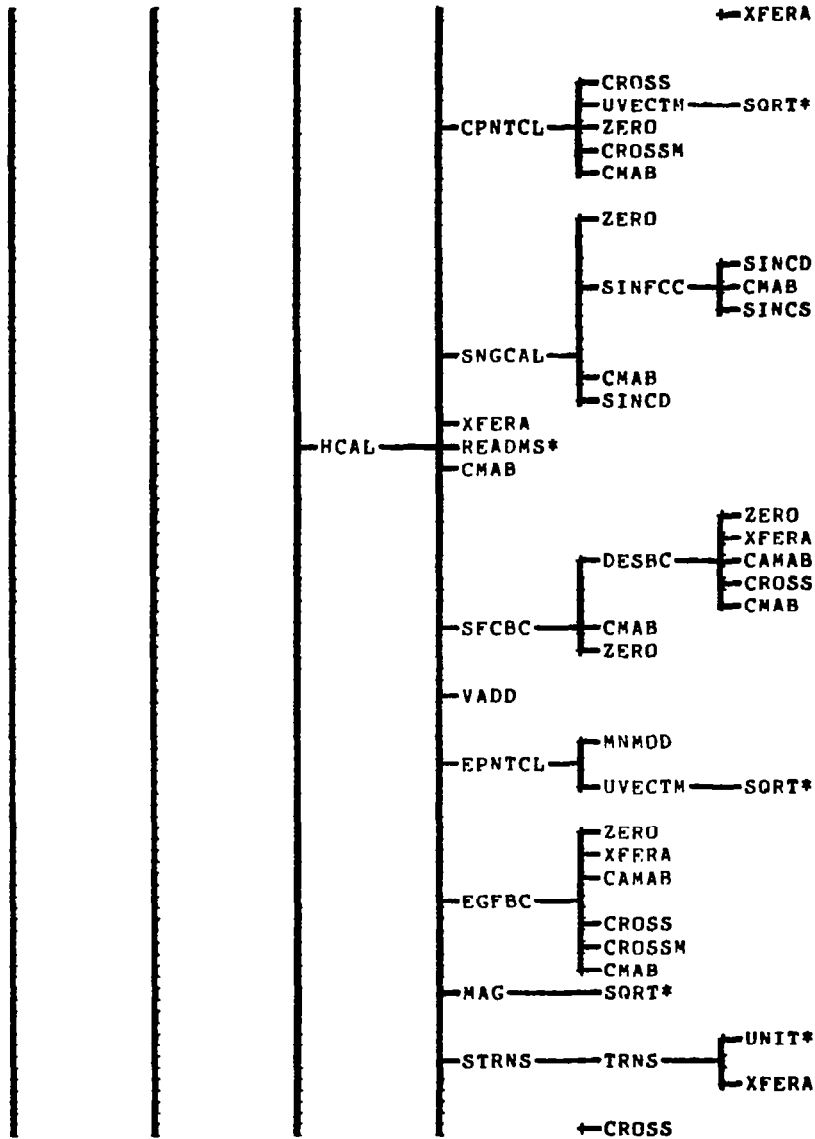 XFERA
CROSS
UVECTM SQRT*
CPNTCL ZERO
CROSSM
CMAB
ZERO
SINCD
SINFCC CMAB
SINCS
SNGCAL
CMAB
SINCD
XFERA
HCAL READMS*
CMAB
ZERO
XFERA
DESBC CAMAB
CROSS
CMAB
SFCBC CMAB
ZERO
VADD
MNMOD
EPNTCL
UVECTM SQRT*
ZERO
XFERA
CAMAB
EGFBC
CROSS
CROSSM
CMAB
MAG SQRT*
UNIT*
STRNS TRNS
XFERA
CROSS